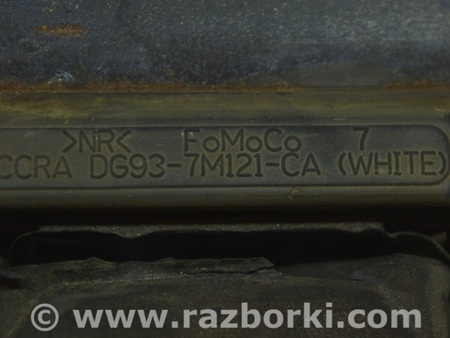 >NR< FoMoCo 7
CCRA DG93-7M121-CA (WHITE)
© www.razborki.com